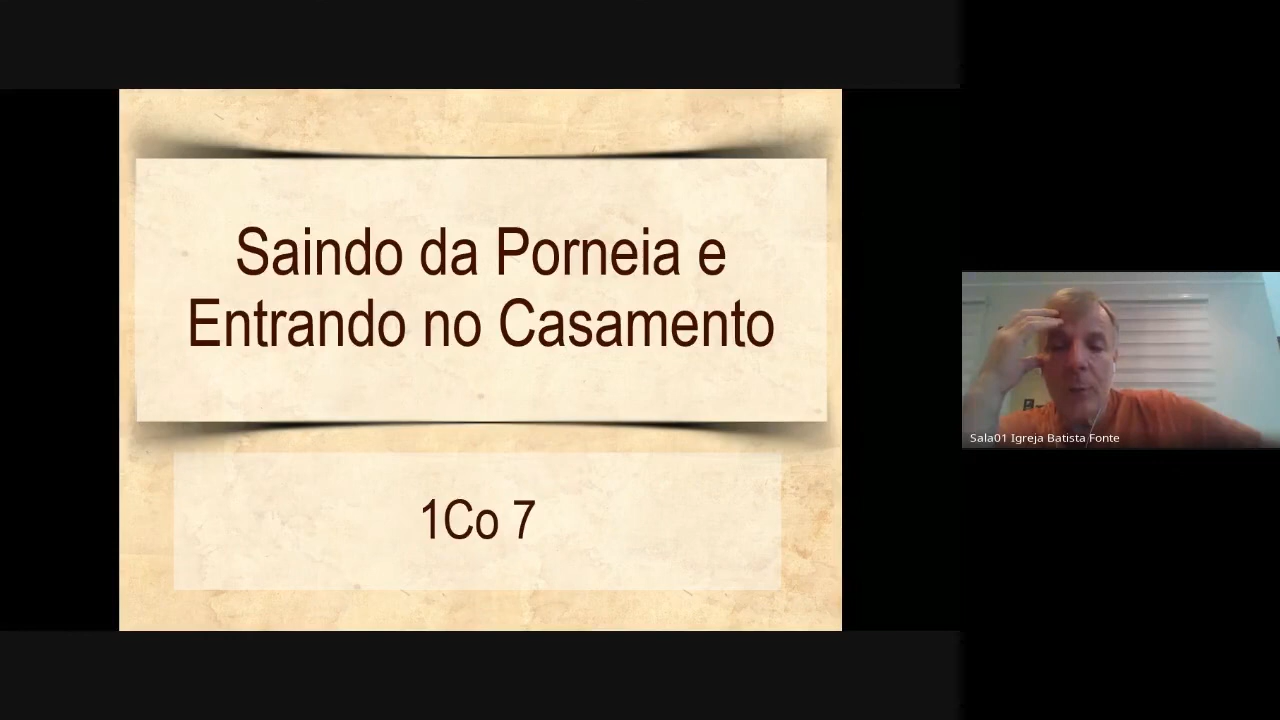 Saindo da Porneia e
Entrando no Casamento
1Co 7
Sala01 Igreja Batista Fonte